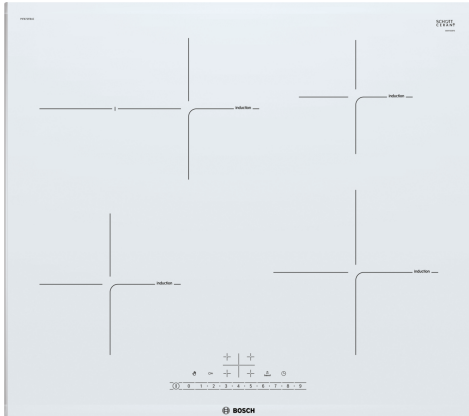 SCHOTT
CERAN®
induction
induction
induction
induction
0 · 1 · 2 · 3 · 4 · 5 · 6 · 7 · 8 · 9
BOSCH